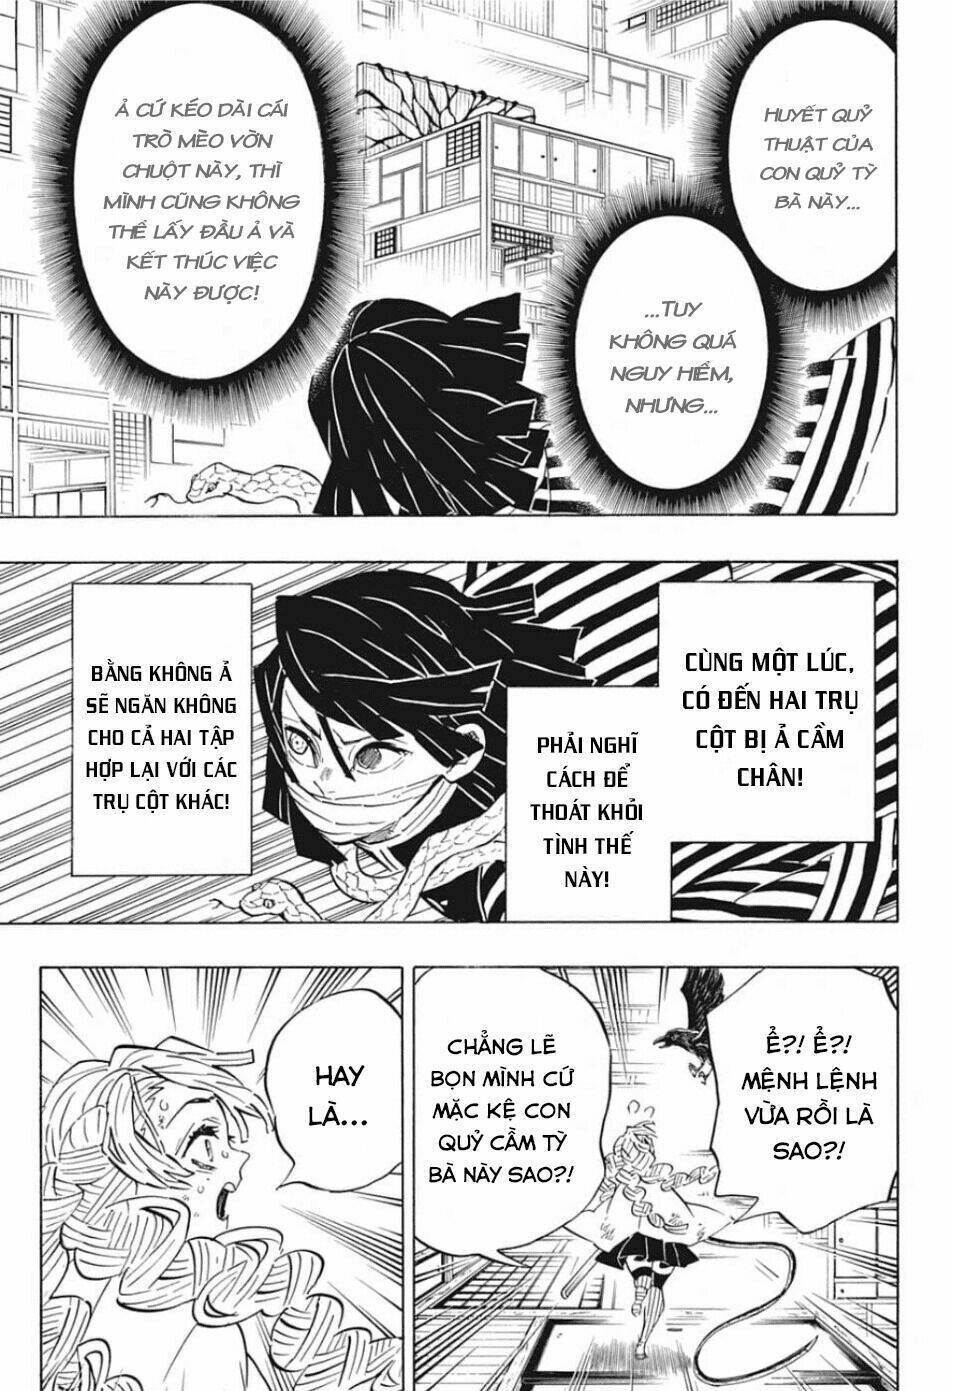 HUYẾT QUỶ
THUẬT CỦA
CON QUỶ TỲ
BÀ NÀY...
...TUY
KHÔNG QUÁ
NGUY HIỂM,
NHƯNG...
Ả CỨ KÉO DÀI CÁI
TRÒ MÈO VỜN
CHUỘT NÀY, THÌ
MÌNH CŨNG KHÔNG
THỂ LẤY ĐẦU Ả VÀ
KẾT THÚC VIỆC
NÀY ĐƯỢC!
CÙNG MỘT LÚC,
CÓ ĐẾN HAI TRỤ
CỘT BỊ Ả CẦM
CHÂN!
PHẢI NGHĨ
CÁCH ĐỂ
THOÁT KHỎI
TÌNH THẾ
NÀY!
BẰNG KHÔNG Ả
SẼ NGĂN KHÔNG
CHO CẢ HAI TẬP
HỢP LẠI VỚI CÁC
TRỤ CỘT KHÁC!
Ể?! Ể?!
MỆNH LỆNH
VỪA RỒI LÀ
SAO?!
CHẲNG LẼ
BỌN MÌNH CỨ
MẶC KỆ CON
QUỶ CẦM TỲ
BÀ NÀY SAO?!
HAY
LÀ...